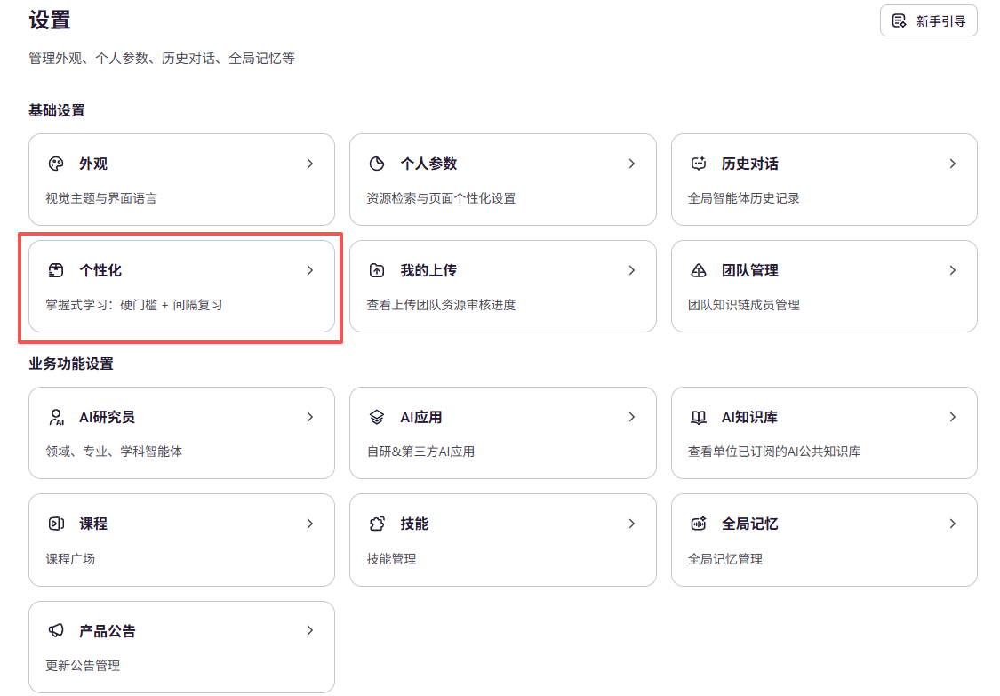 设置
新手引导
管理外观、个人参数、历史对话、全局记忆等
基础设置
外观
视觉主题与界面语言
个人参数
资源检索与页面个性化设置
历史对话
全局智能体历史记录
个性化
掌握式学习：硬门槛 + 间隔复习
我的上传
查看上传团队资源审核进度
团队管理
团队知识链成员管理
业务功能设置
AI研究员
领域、专业、学科智能体
AI应用
自研&第三方AI应用
AI知识库
查看单位已订阅的AI公共知识库
课程
课程广场
技能
技能管理
全局记忆
全局记忆管理
产品公告
更新公告管理